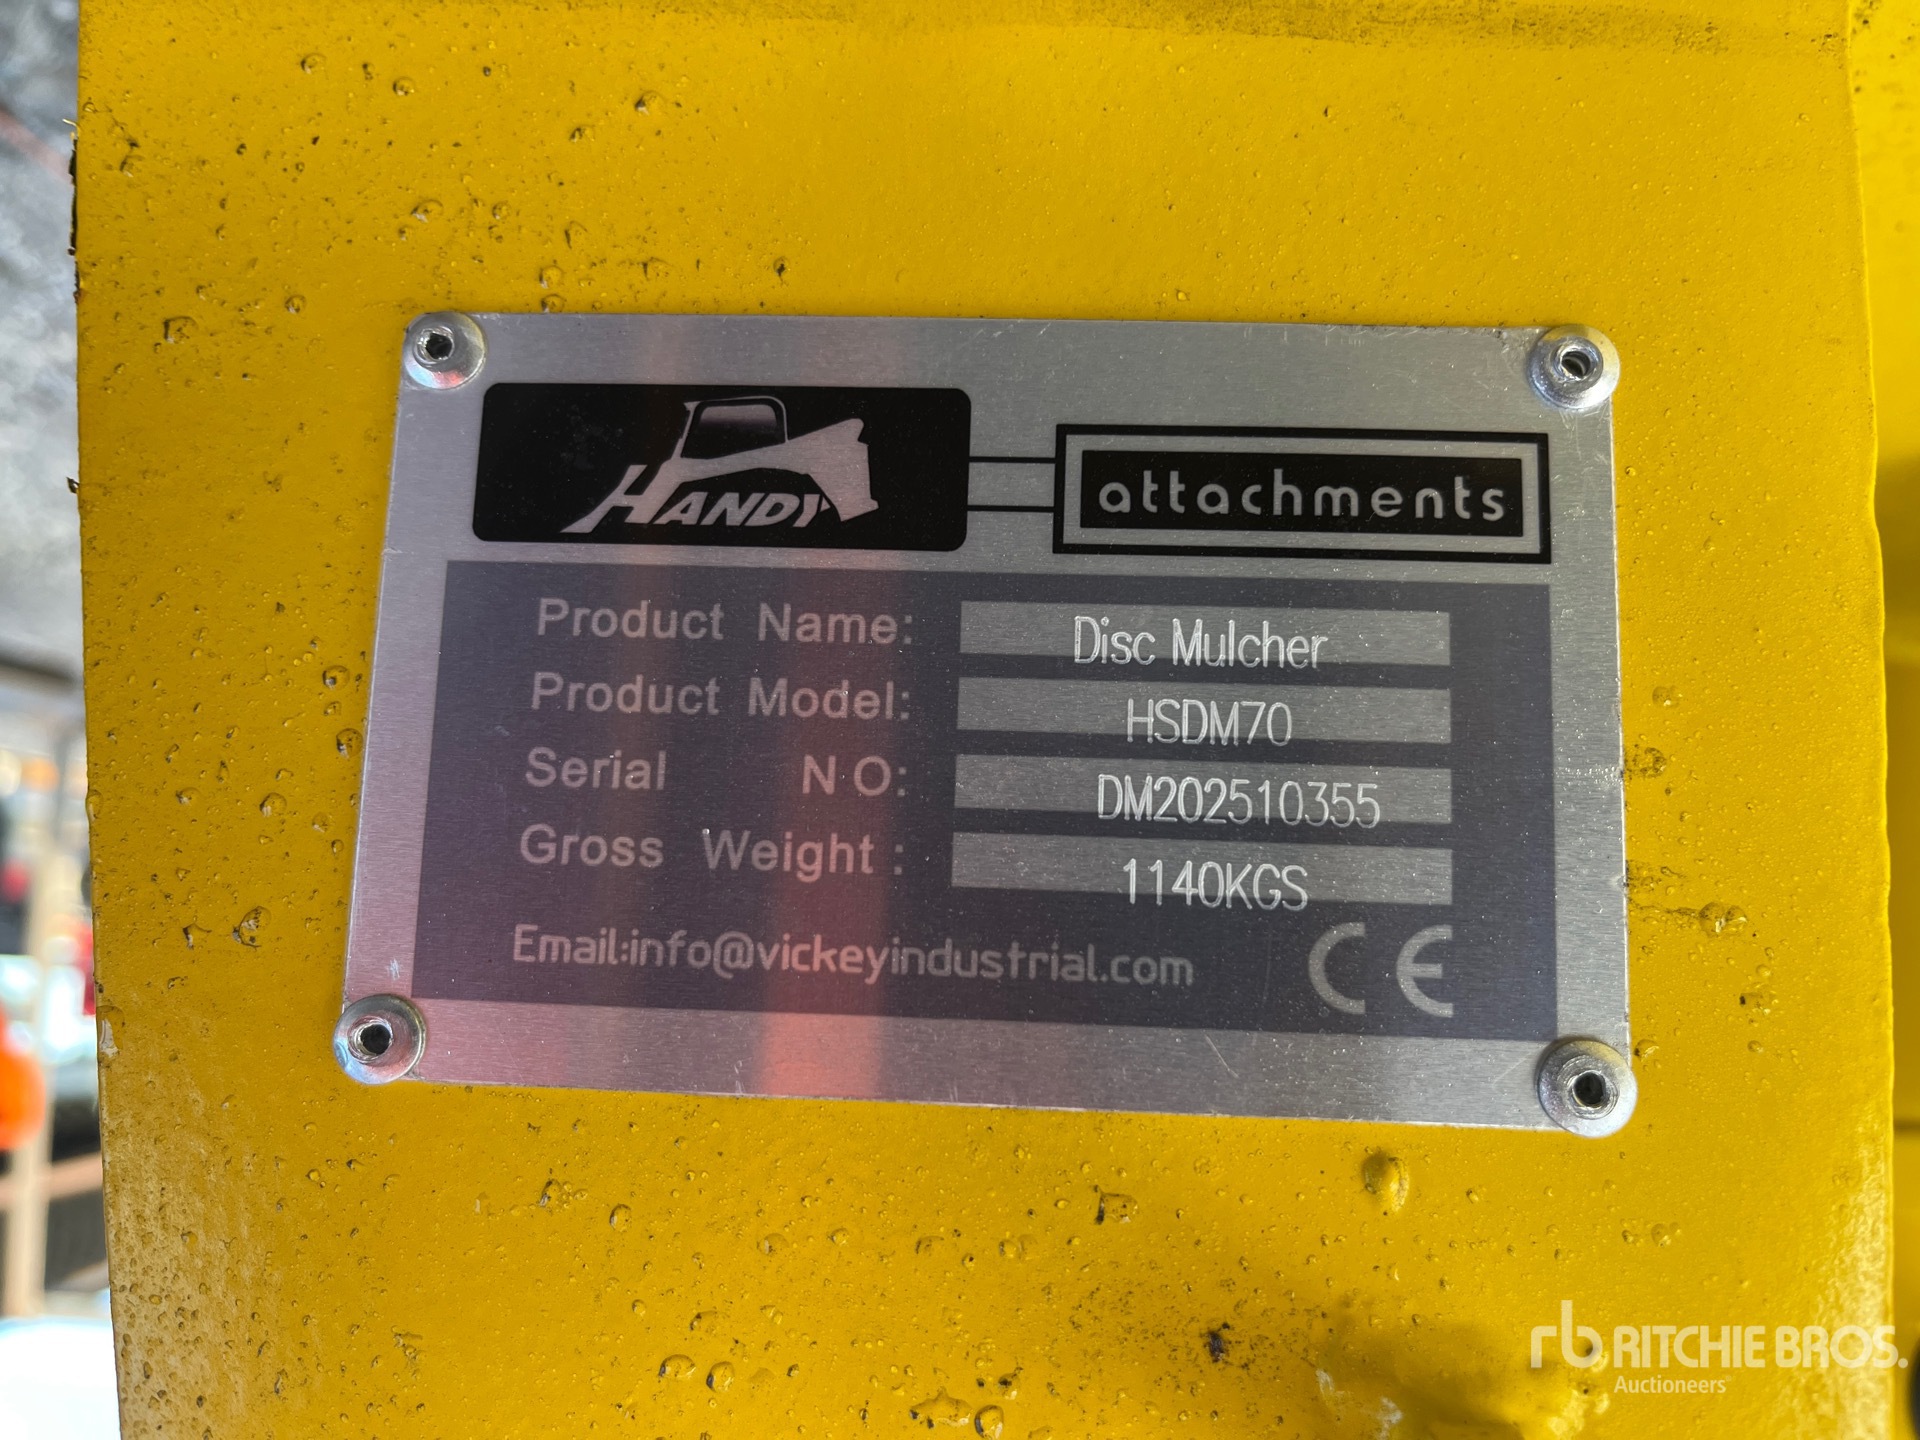 HANDY
attachments
Product Name: Disc Mulcher
Product Model: HSDM70
Serial NO: DM202510355
Gross Weight: 1140KGS
Email:info@vickeyindustrial.com CE
rb RITCHIE BROS.
Auctioneers